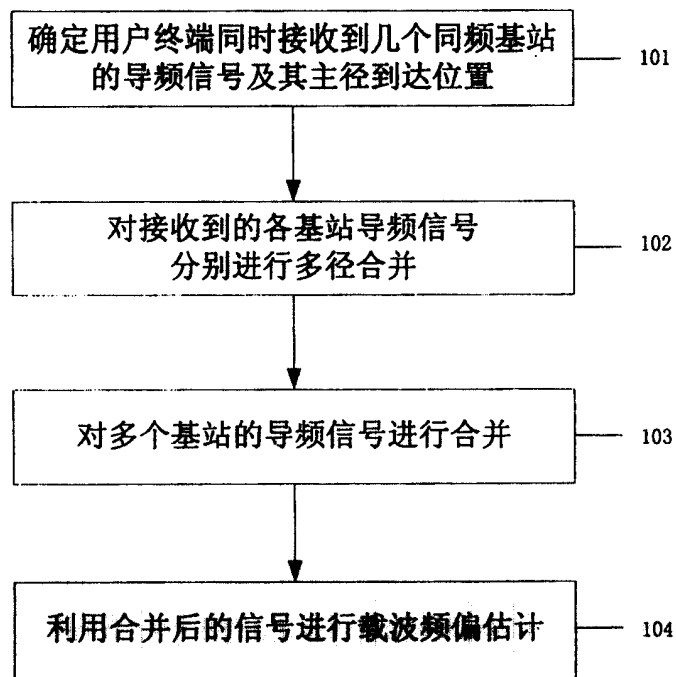 确定用户终端同时接收到几个同频基站
的导频信号及其主径到达位置
101
对接收到的各基站导频信号
分别进行多径合并
102
对多个基站的导频信号进行合并
103
利用合并后的信号进行载波频偏估计
104